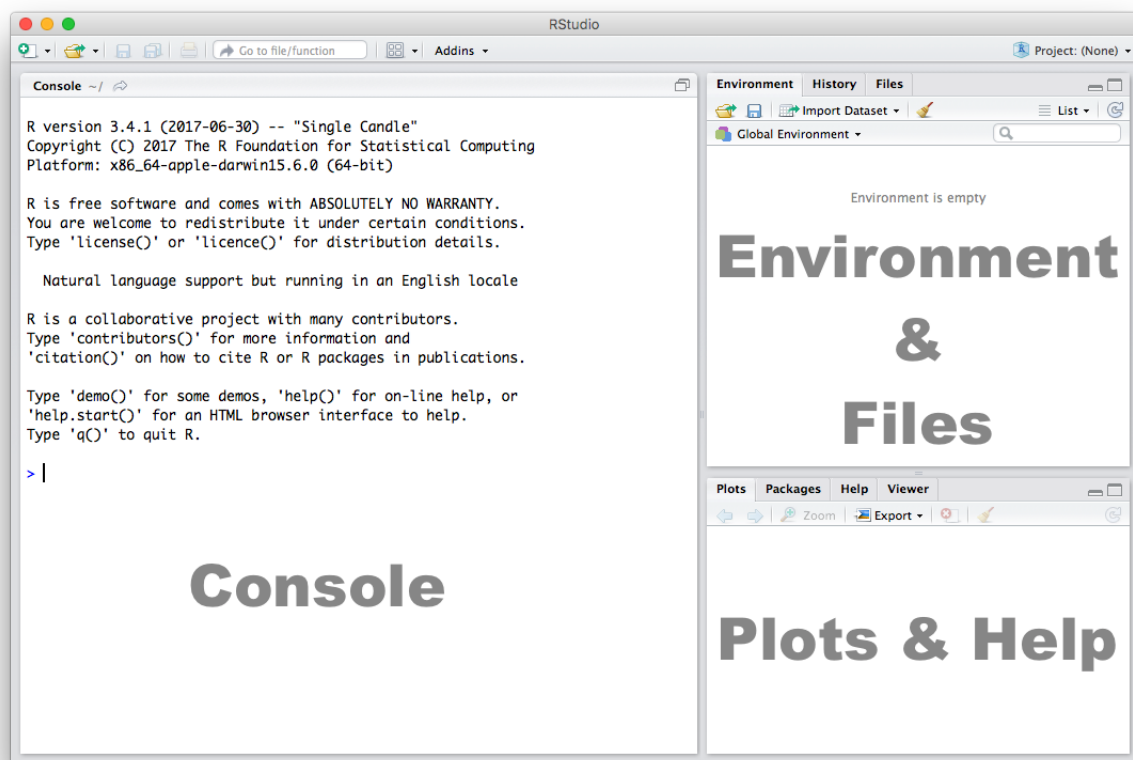 RStudio
Go to file/function
Addins
Project: (None)
Console ~/
R version 3.4.1 (2017-06-30) -- "Single Candle"
Copyright (C) 2017 The R Foundation for Statistical Computing
Platform: x86_64-apple-darwin15.6.0 (64-bit)
R is free software and comes with ABSOLUTELY NO WARRANTY.
You are welcome to redistribute it under certain conditions.
Type 'license()' or 'licence()' for distribution details.
Natural language support but running in an English locale
R is a collaborative project with many contributors.
Type 'contributors()' for more information and
'citation()' on how to cite R or R packages in publications.
Type 'demo()' for some demos, 'help()' for on-line help, or
'help.start()' for an HTML browser interface to help.
Type 'q()' to quit R.
>
Console
Environment History Files
Import Dataset List
Global Environment
Environment is empty
Environment
&
Files
Plots Packages Help Viewer
Zoom Export
Plots & Help